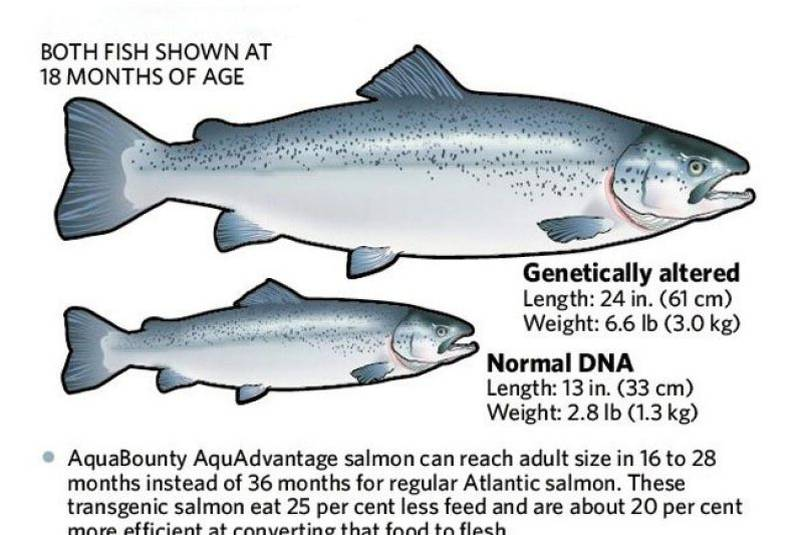 BOTH FISH SHOWN AT
18 MONTHS OF AGE
Genetically altered
Length: 24 in. (61 cm)
Weight: 6.6 lb (3.0 kg)
Normal DNA
Length: 13 in. (33 cm)
Weight: 2.8 lb (1.3 kg)
• AquaBounty AquAdvantage salmon can reach adult size in 16 to 28
months instead of 36 months for regular Atlantic salmon. These
transgenic salmon eat 25 per cent less feed and are about 20 per cent
more efficient at converting that food to flesh